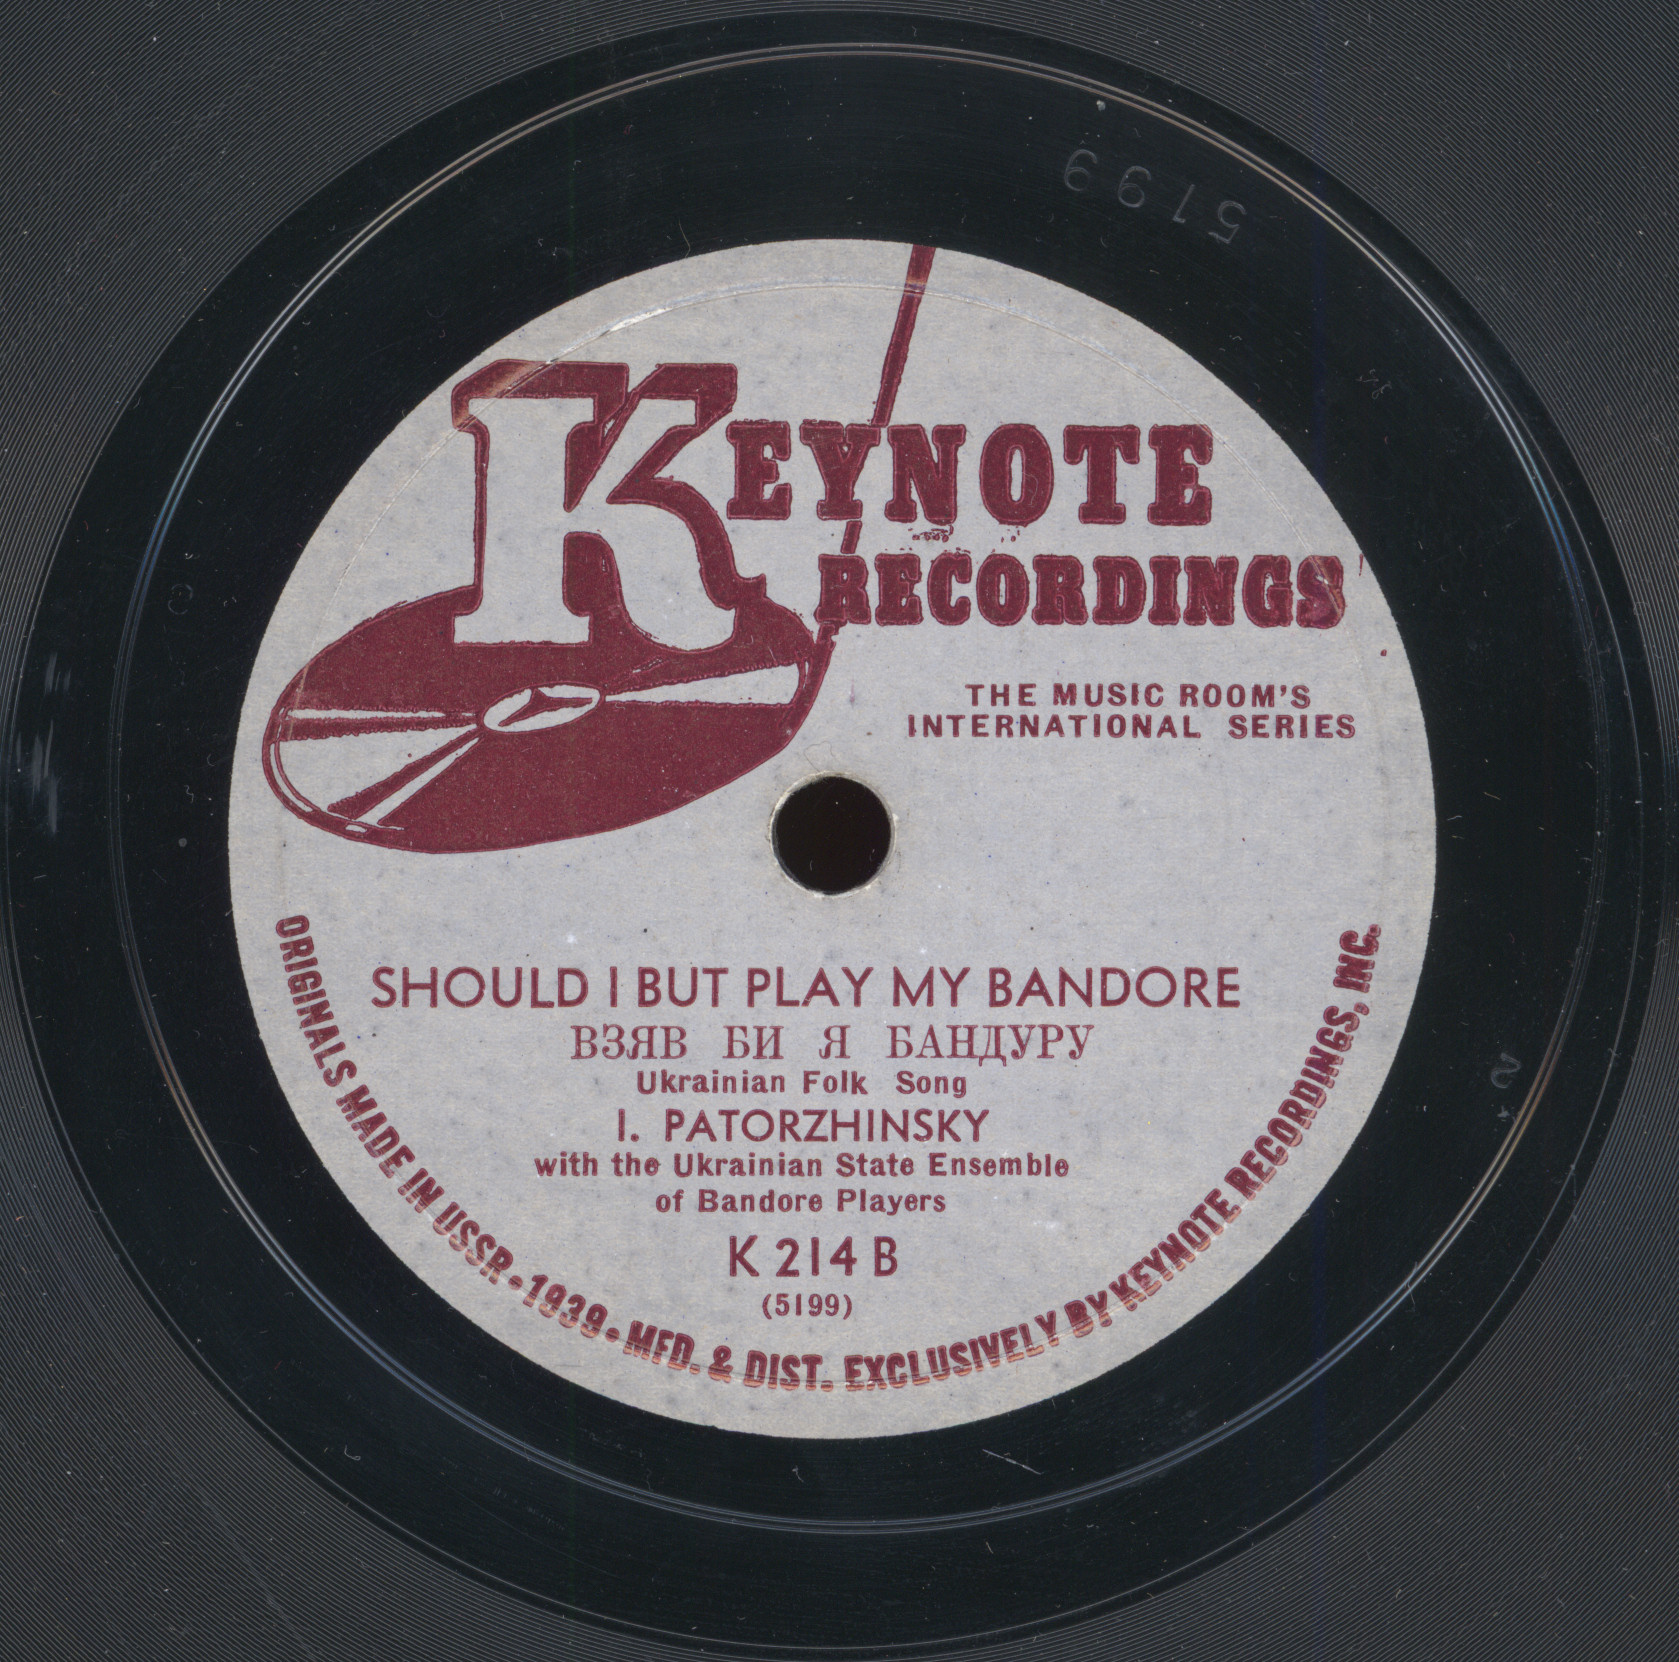 5199
KEYNOTE
RECORDINGS
THE MUSIC ROOM'S
INTERNATIONAL SERIES
SHOULD I BUT PLAY MY BANDORE
ВЗЯВ БИ Я БАНДУРУ
Ukrainian Folk Song
I. PATORZHINSKY
with the Ukrainian State Ensemble
of Bandore Players
K 214 B
(5199)
ORIGINALS MADE IN USSR • 1939 • MFD. & DIST. EXCLUSIVELY BY KEYNOTE RECORDINGS, INC.
2